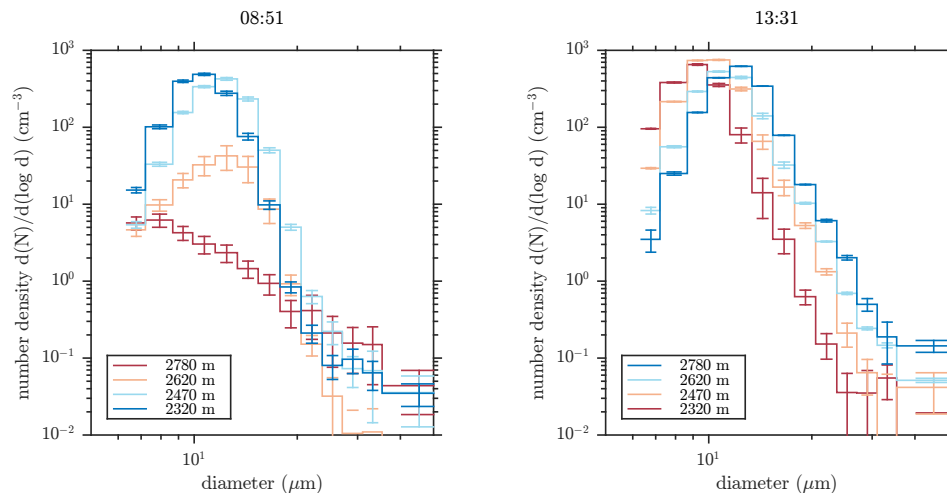 08:51
number density d(N)/d(log d) (cm⁻³)
10³
10²
10¹
10⁰
10⁻¹
10⁻²
2780 m
2620 m
2470 m
2320 m
10¹
diameter (μm)
13:31
number density d(N)/d(log d) (cm⁻³)
10³
10²
10¹
10⁰
10⁻¹
10⁻²
2780 m
2620 m
2470 m
2320 m
10¹
diameter (μm)